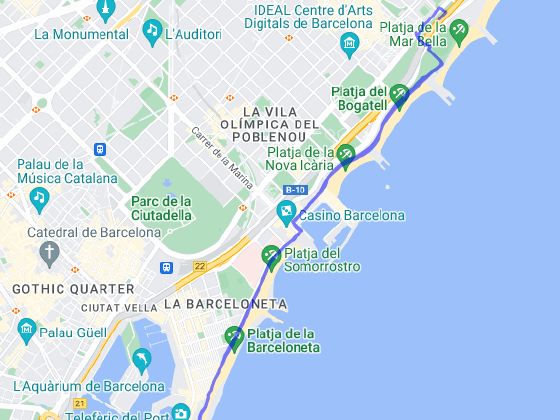 IDEAL Centre d'Arts
Digitals de Barcelona
Platja de la
Mar Bella
La Monumental
L'Auditori
Platja del
Bogatell
LA VILA
OLÍMPICA DEL
POBLENOU
Carrer de la Marina
Platja de la
Nova Icària
Palau de la
Música Catalana
B-10
Parc de la
Ciutadella
Casino Barcelona
Catedral de Barcelona
Platja del
Somorrostro
22
GOTHIC QUARTER
CIUTAT VELLA
LA BARCELONETA
Palau Güell
Platja de la
Barceloneta
L'Aquàrium de Barcelona
21
Telefèric del Port